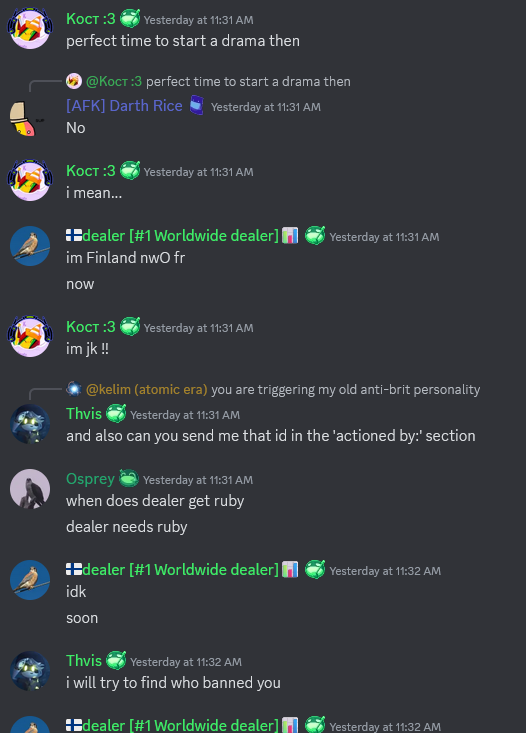 Кост :3 Yesterday at 11:31 AM
perfect time to start a drama then
@Кост :3 perfect time to start a drama then
[AFK] Darth Rice Yesterday at 11:31 AM
No
Кост :3 Yesterday at 11:31 AM
i mean...
dealer [#1 Worldwide dealer] Yesterday at 11:31 AM
im Finland nwO fr
now
Кост :3 Yesterday at 11:31 AM
im jk !!
@kelim (atomic era) you are triggering my old anti-brit personality
Thvis Yesterday at 11:31 AM
and also can you send me that id in the 'actioned by:' section
Osprey Yesterday at 11:31 AM
when does dealer get ruby
dealer needs ruby
dealer [#1 Worldwide dealer] Yesterday at 11:32 AM
idk
soon
Thvis Yesterday at 11:32 AM
i will try to find who banned you
dealer [#1 Worldwide dealer] Yesterday at 11:32 AM